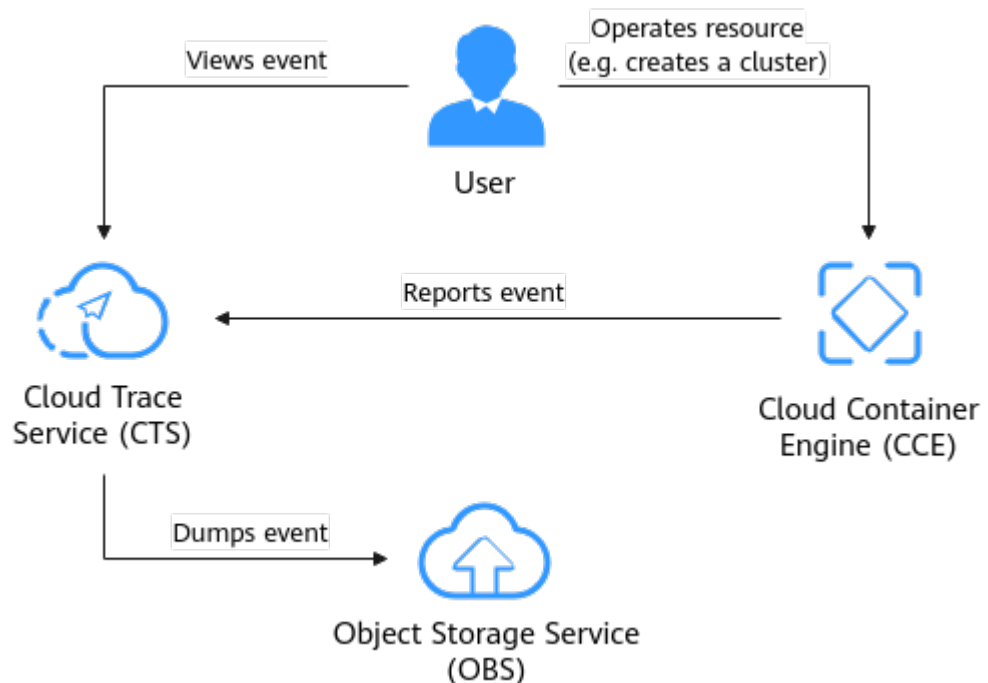 Operates resource
(e.g. creates a cluster)
Views event
User
Reports event
Cloud Trace
Service (CTS)
Cloud Container
Engine (CCE)
Dumps event
Object Storage Service
(OBS)